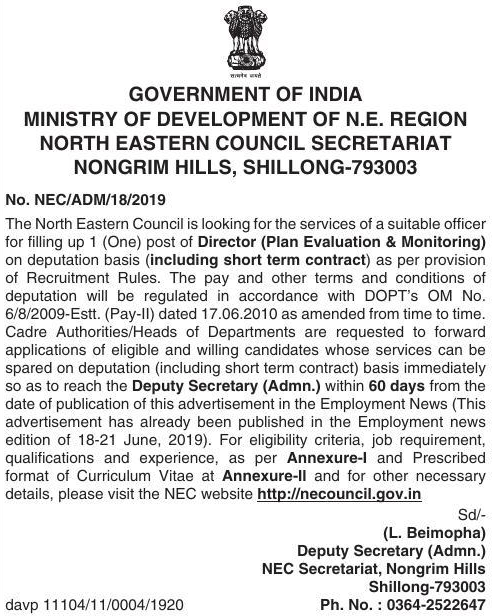 सत्यमेव जयते
GOVERNMENT OF INDIA
MINISTRY OF DEVELOPMENT OF N.E. REGION
NORTH EASTERN COUNCIL SECRETARIAT
NONGRIM HILLS, SHILLONG-793003
No. NEC/ADM/18/2019
The North Eastern Council is looking for the services of a suitable officer
for filling up 1 (One) post of Director (Plan Evaluation & Monitoring)
on deputation basis (including short term contract) as per provision
of Recruitment Rules. The pay and other terms and conditions of
deputation will be regulated in accordance with DOPT's OM No.
6/8/2009-Estt. (Pay-II) dated 17.06.2010 as amended from time to time.
Cadre Authorities/Heads of Departments are requested to forward
applications of eligible and willing candidates whose services can be
spared on deputation (including short term contract) basis immediately
so as to reach the Deputy Secretary (Admn.) within 60 days from the
date of publication of this advertisement in the Employment News (This
advertisement has already been published in the Employment news
edition of 18-21 June, 2019). For eligibility criteria, job requirement,
qualifications and experience, as per Annexure-I and Prescribed
format of Curriculum Vitae at Annexure-II and for other necessary
details, please visit the NEC website http://necouncil.gov.in
Sd/-
(L. Beimopha)
Deputy Secretary (Admn.)
NEC Secretariat, Nongrim Hills
Shillong-793003
davp 11104/11/0004/1920 Ph. No. : 0364-2522647